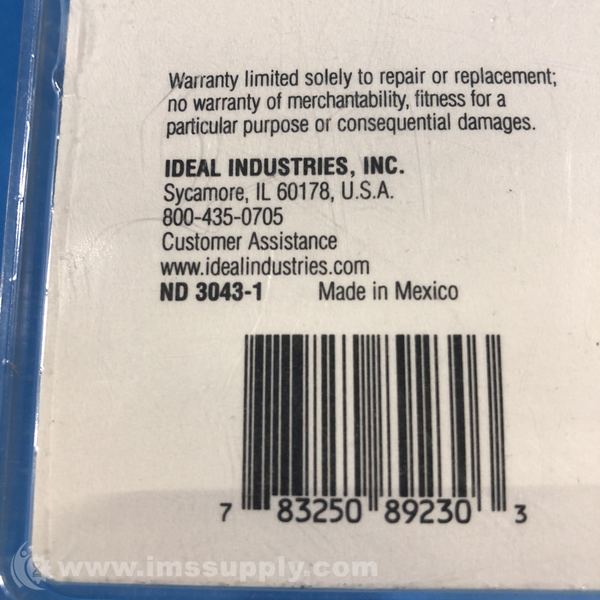 Warranty limited solely to repair or replacement;
no warranty of merchantability, fitness for a
particular purpose or consequential damages.
IDEAL INDUSTRIES, INC.
Sycamore, IL 60178, U.S.A.
800-435-0705
Customer Assistance
www.idealindustries.com
ND 3043-1 Made in Mexico
7 83250 89230 3
www.imssupply.com